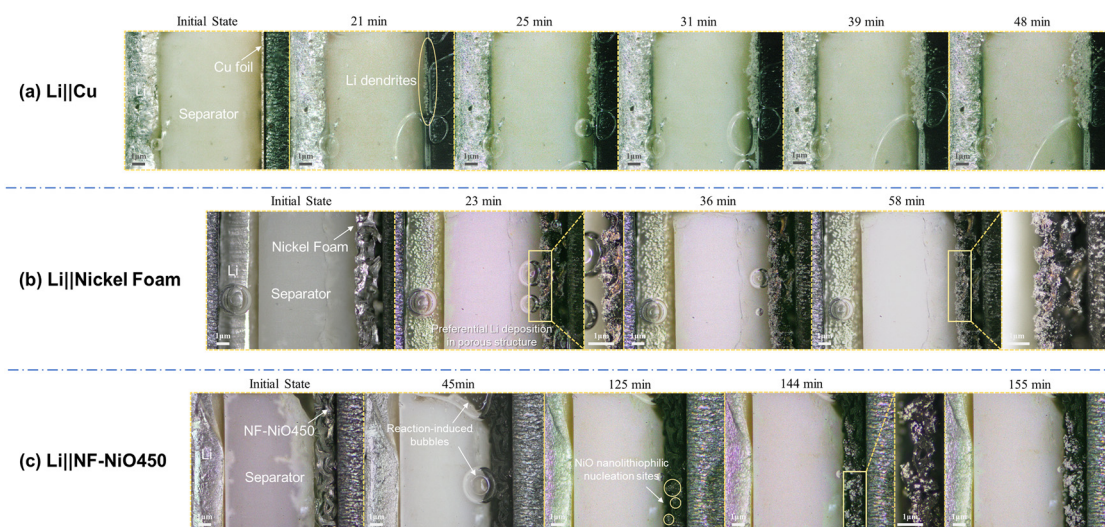 Initial State
21 min
25 min
31 min
39 min
48 min
(a) Li||Cu
Cu foil
Li
Li dendrites
Separator
1μm
1μm
1μm
1μm
1μm
1μm
Initial State
23 min
36 min
58 min
(b) Li||Nickel Foam
Nickel Foam
Li
Separator
Preferential Li deposition
in porous structure
1μm
1μm
1μm
1μm
1μm
1μm
Initial State
45min
125 min
144 min
155 min
(c) Li||NF-NiO450
NF-NiO450
Li
Reaction-induced
bubbles
Separator
NiO nanolithiophilic
nucleation sites
1μm
1μm
1μm
1μm
1μm
1μm